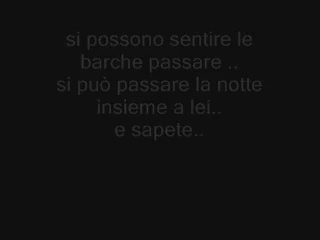 si possono sentire le
barche passare ..
si può passare la notte
insieme a lei..
e sapete..